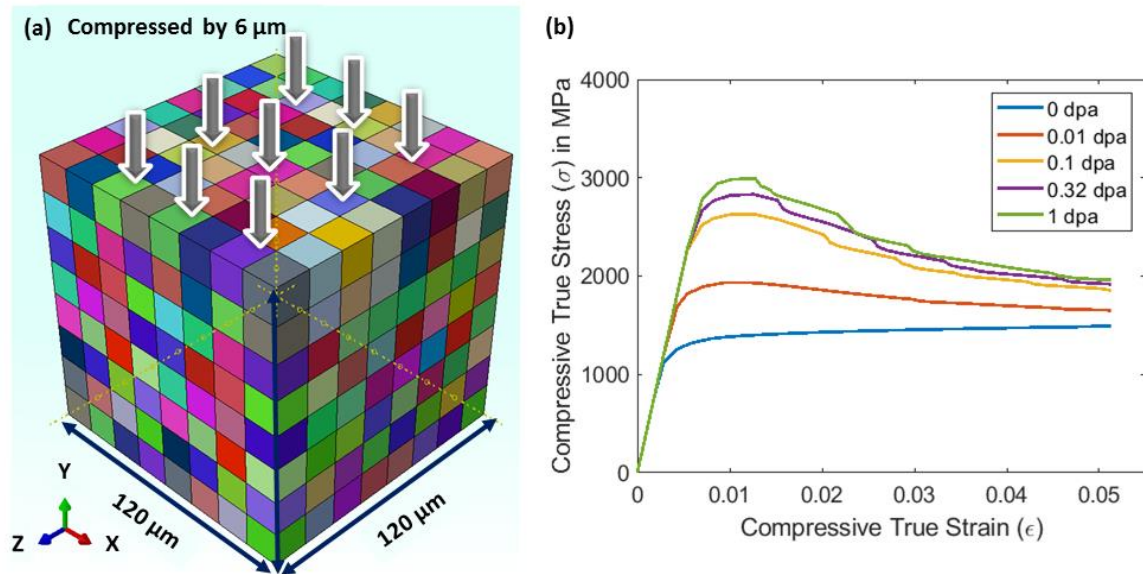 (a) Compressed by 6 µm
120 µm
120 µm
Y
Z
X
(b)
Compressive True Stress (σ) in MPa
4000
3000
2000
1000
0
0 dpa
0.01 dpa
0.1 dpa
0.32 dpa
1 dpa
0
0.01
0.02
0.03
0.04
0.05
Compressive True Strain (ϵ)